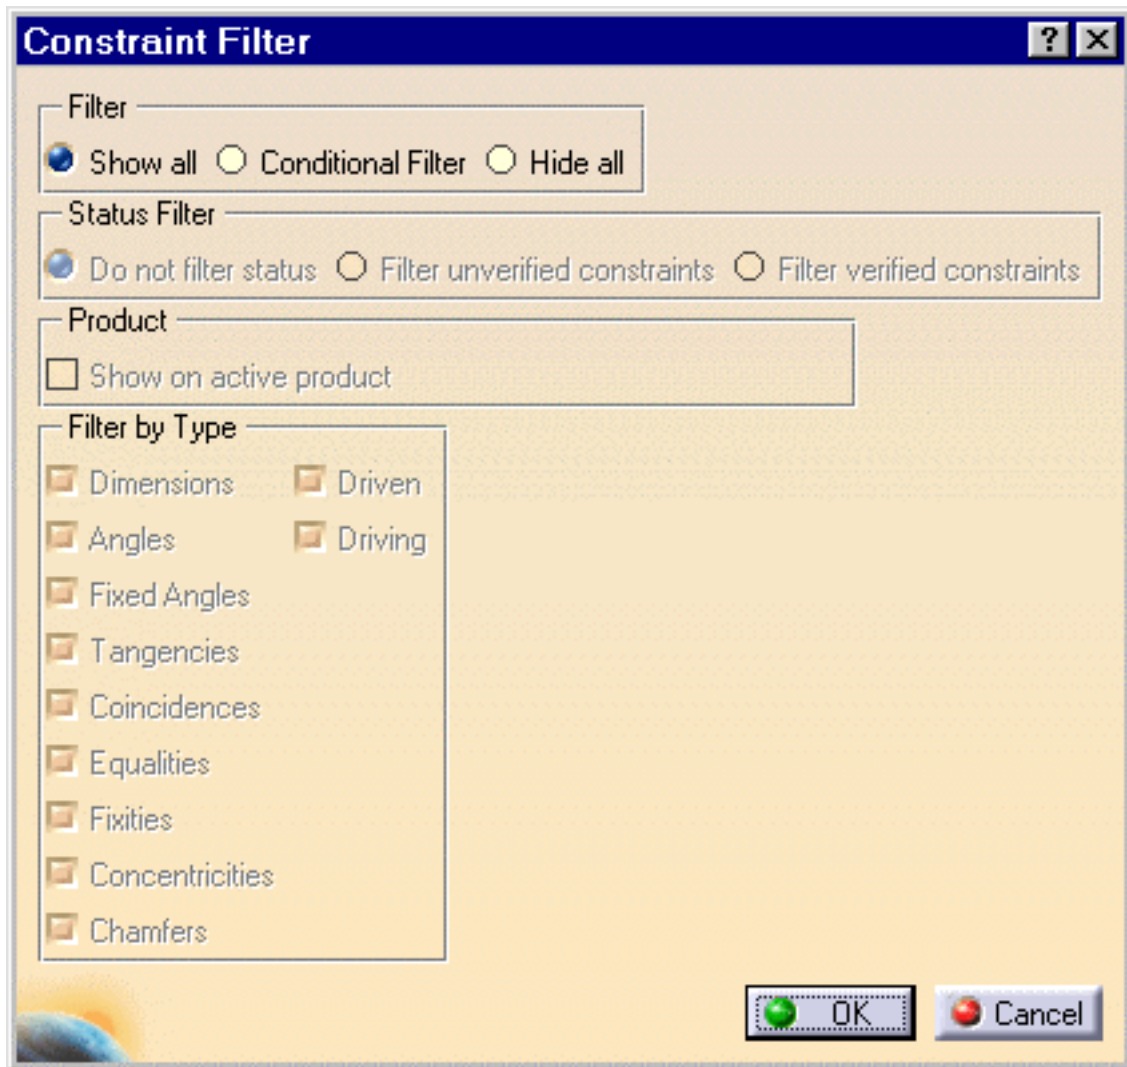 Constraint Filter ?
Filter
Show all Conditional Filter Hide all
Status Filter
Do not filter status Filter unverified constraints Filter verified constraints
Product
Show on active product
Filter by Type
Dimensions Driven
Angles Driving
Fixed Angles
Tangencies
Coincidences
Equalities
Fixities
Concentricities
Chamfers
OK Cancel